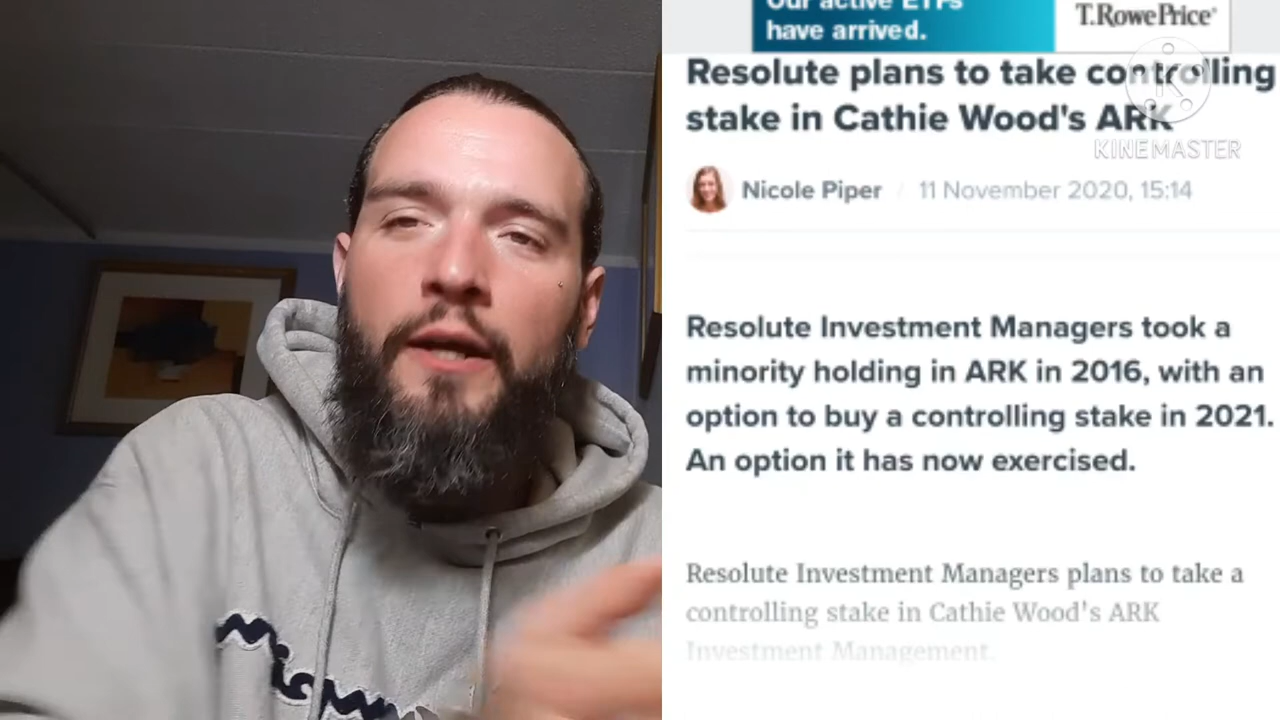 Our active ETFs
have arrived.
T.RowePrice
Resolute plans to take controlling
stake in Cathie Wood's ARK
KINEMASTER
Nicole Piper / 11 November 2020, 15:14
Resolute Investment Managers took a
minority holding in ARK in 2016, with an
option to buy a controlling stake in 2021.
An option it has now exercised.
Resolute Investment Managers plans to take a
controlling stake in Cathie Wood's ARK
Investment Management.